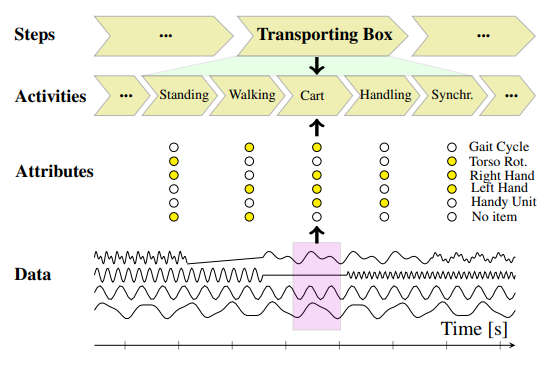 Steps ... Transporting Box ...
Activities ... Standing Walking Cart Handling Synchr. ...
Gait Cycle
Torso Rot.
Attributes Right Hand
Left Hand
Handy Unit
No item
Data
Time [s]